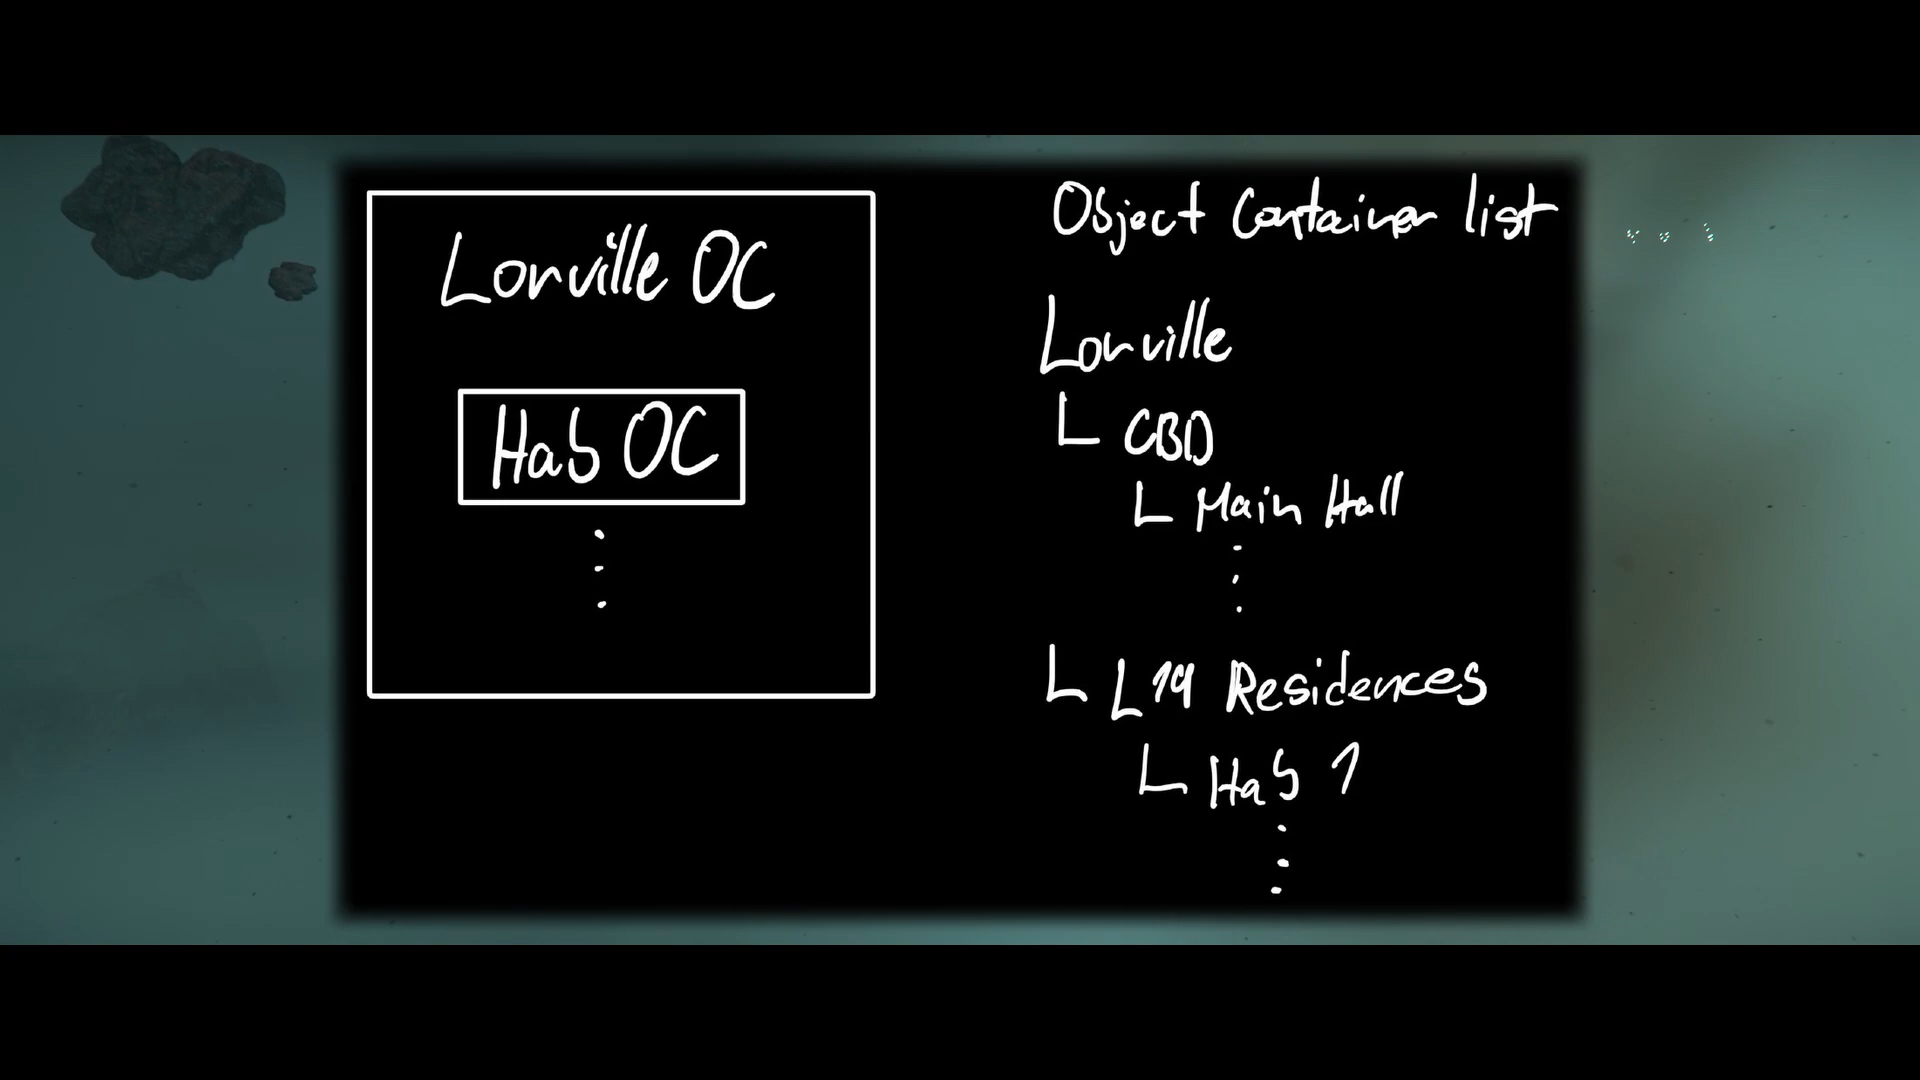 Lorville OC
Hab OC
Object Container list
Lorville
L CBD
L Main Hall
L L19 Residences
L Hab 1